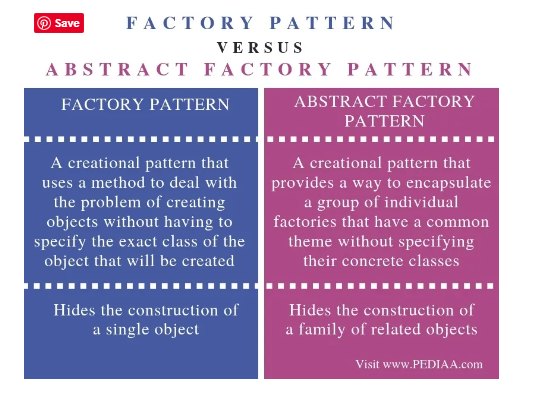 Save
FACTORY PATTERN
VERSUS
ABSTRACT FACTORY PATTERN
FACTORY PATTERN
A creational pattern that
uses a method to deal with
the problem of creating
objects without having to
specify the exact class of the
object that will be created
Hides the construction of
a single object
ABSTRACT FACTORY
PATTERN
A creational pattern that
provides a way to encapsulate
a group of individual
factories that have a common
theme without specifying
their concrete classes
Hides the construction of
a family of related objects
Visit www.PEDIAA.com